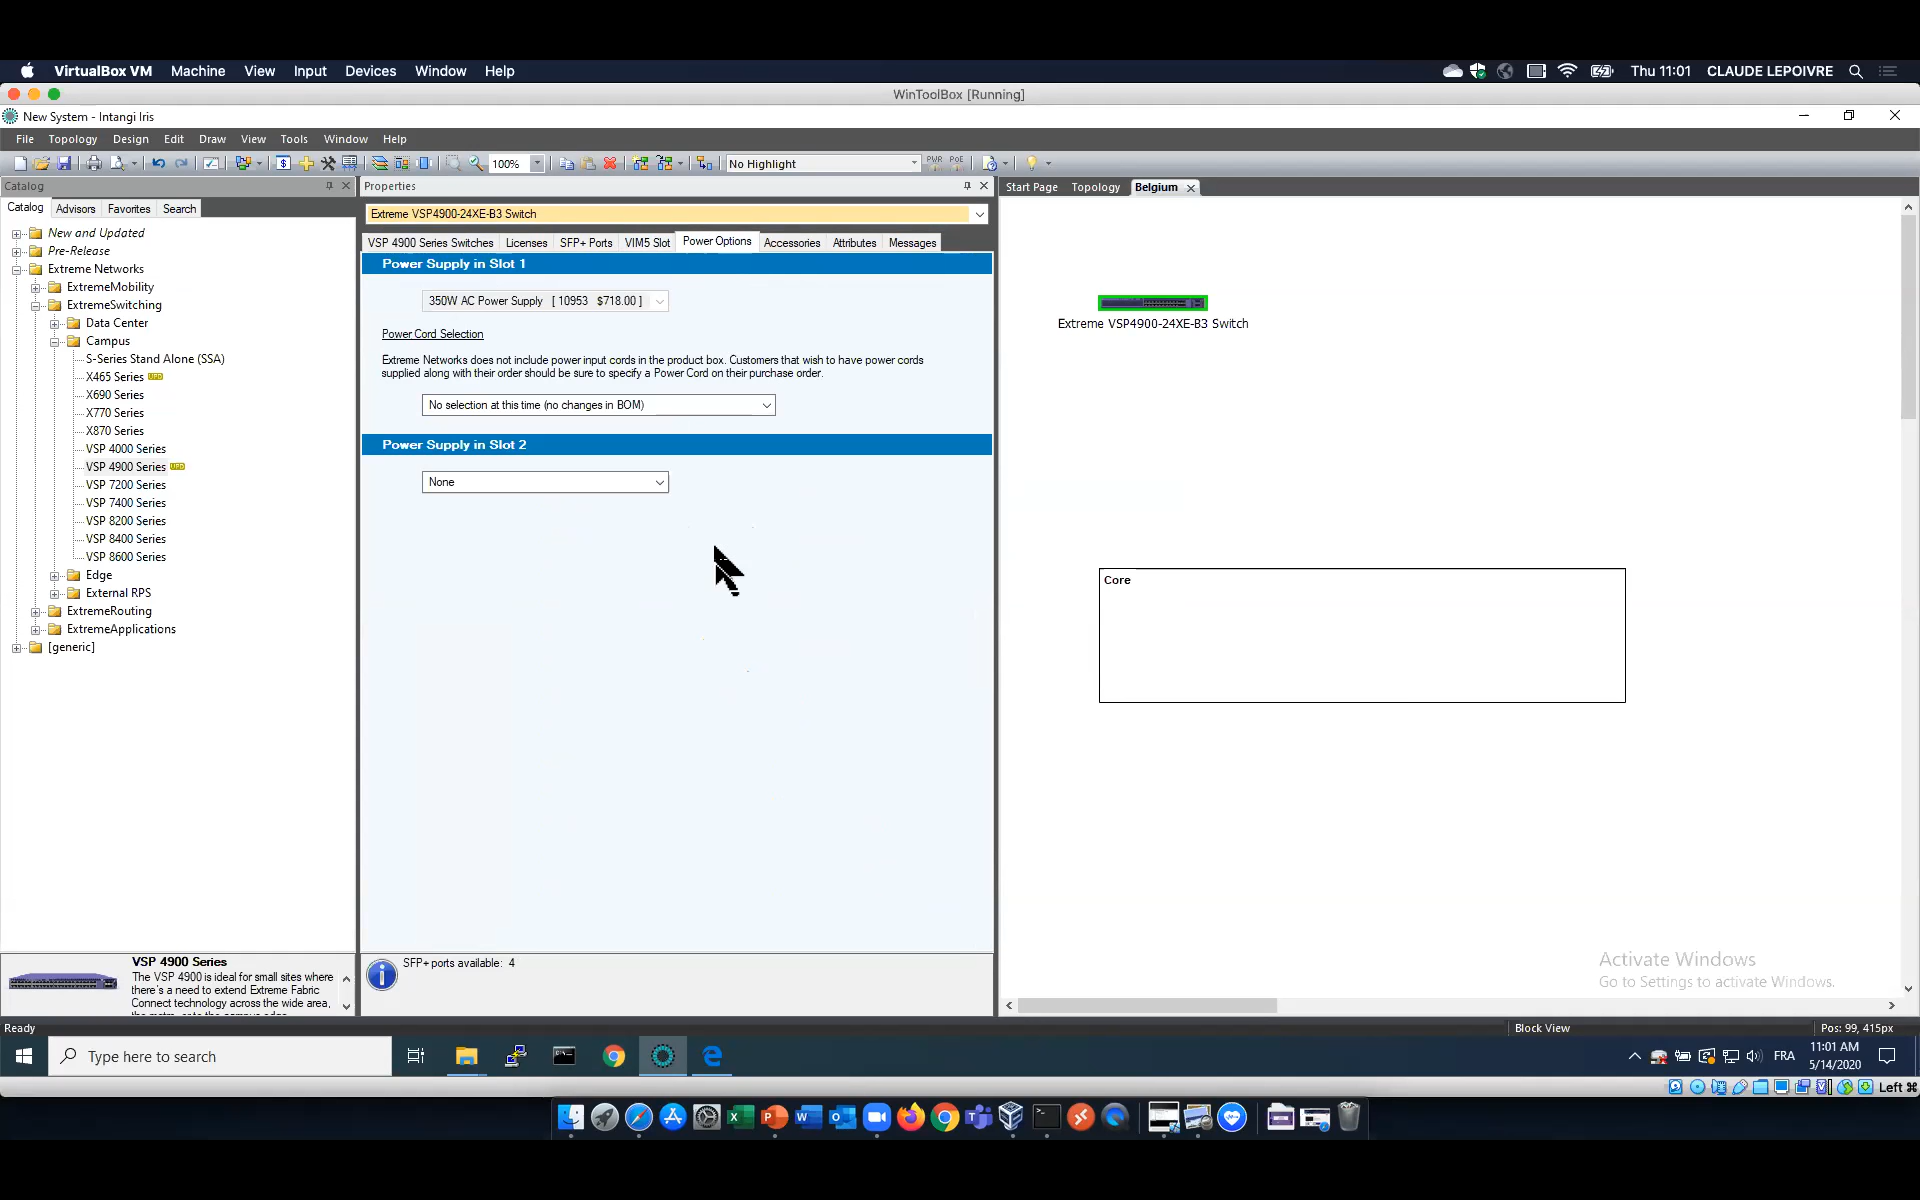 VirtualBox VM Machine View Input Devices Window Help
Thu 11:01 CLAUDE LEPOIVRE
WinToolBox [Running]
New System - Intangi Iris
File Topology Design Edit Draw View Tools Window Help
100%
No Highlight
PWR PoE
Catalog
Catalog Advisors Favorites Search
New and Updated
Pre-Release
Extreme Networks
ExtremeMobility
ExtremeSwitching
Data Center
Campus
S-Series Stand Alone (SSA)
X465 Series UPD
X690 Series
X770 Series
X870 Series
VSP 4000 Series
VSP 4900 Series UPD
VSP 7200 Series
VSP 7400 Series
VSP 8200 Series
VSP 8400 Series
VSP 8600 Series
Edge
External RPS
ExtremeRouting
ExtremeApplications
[generic]
VSP 4900 Series
The VSP 4900 is ideal for small sites where
there's a need to extend Extreme Fabric
Connect technology across the wide area,
Properties
Extreme VSP4900-24XE-B3 Switch
VSP 4900 Series Switches Licenses SFP+ Ports VIM5 Slot Power Options Accessories Attributes Messages
Power Supply in Slot 1
350W AC Power Supply [ 10953 $718.00 ]
Power Cord Selection
Extreme Networks does not include power input cords in the product box. Customers that wish to have power cords
supplied along with their order should be sure to specify a Power Cord on their purchase order.
No selection at this time (no changes in BOM)
Power Supply in Slot 2
None
SFP+ ports available: 4
Start Page Topology Belgium
Extreme VSP4900-24XE-B3 Switch
Core
Activate Windows
Go to Settings to activate Windows.
Ready
Block View
Pos: 99, 415px
Type here to search
FRA
11:01 AM
5/14/2020
Left ⌘